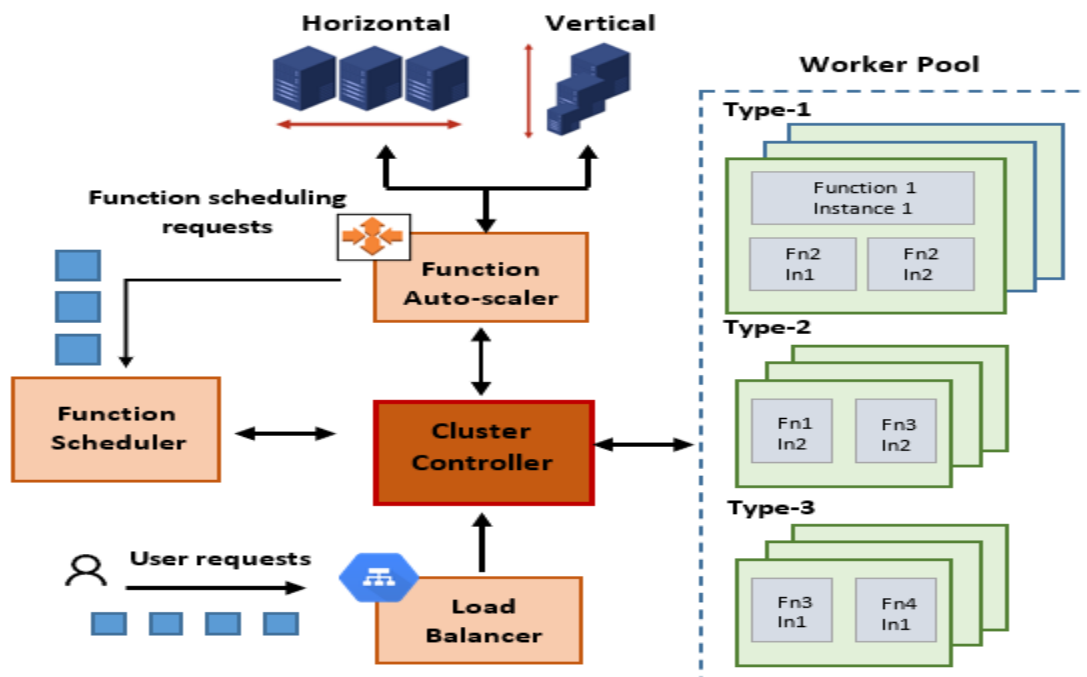 Horizontal
Vertical
Worker Pool
Type-1
Function 1
Instance 1
Fn2
In1
Fn2
In2
Function scheduling
requests
Function
Auto-scaler
Type-2
Fn1
In2
Fn3
In2
Function
Scheduler
Cluster
Controller
Type-3
Fn3
In1
Fn4
In1
User requests
Load
Balancer